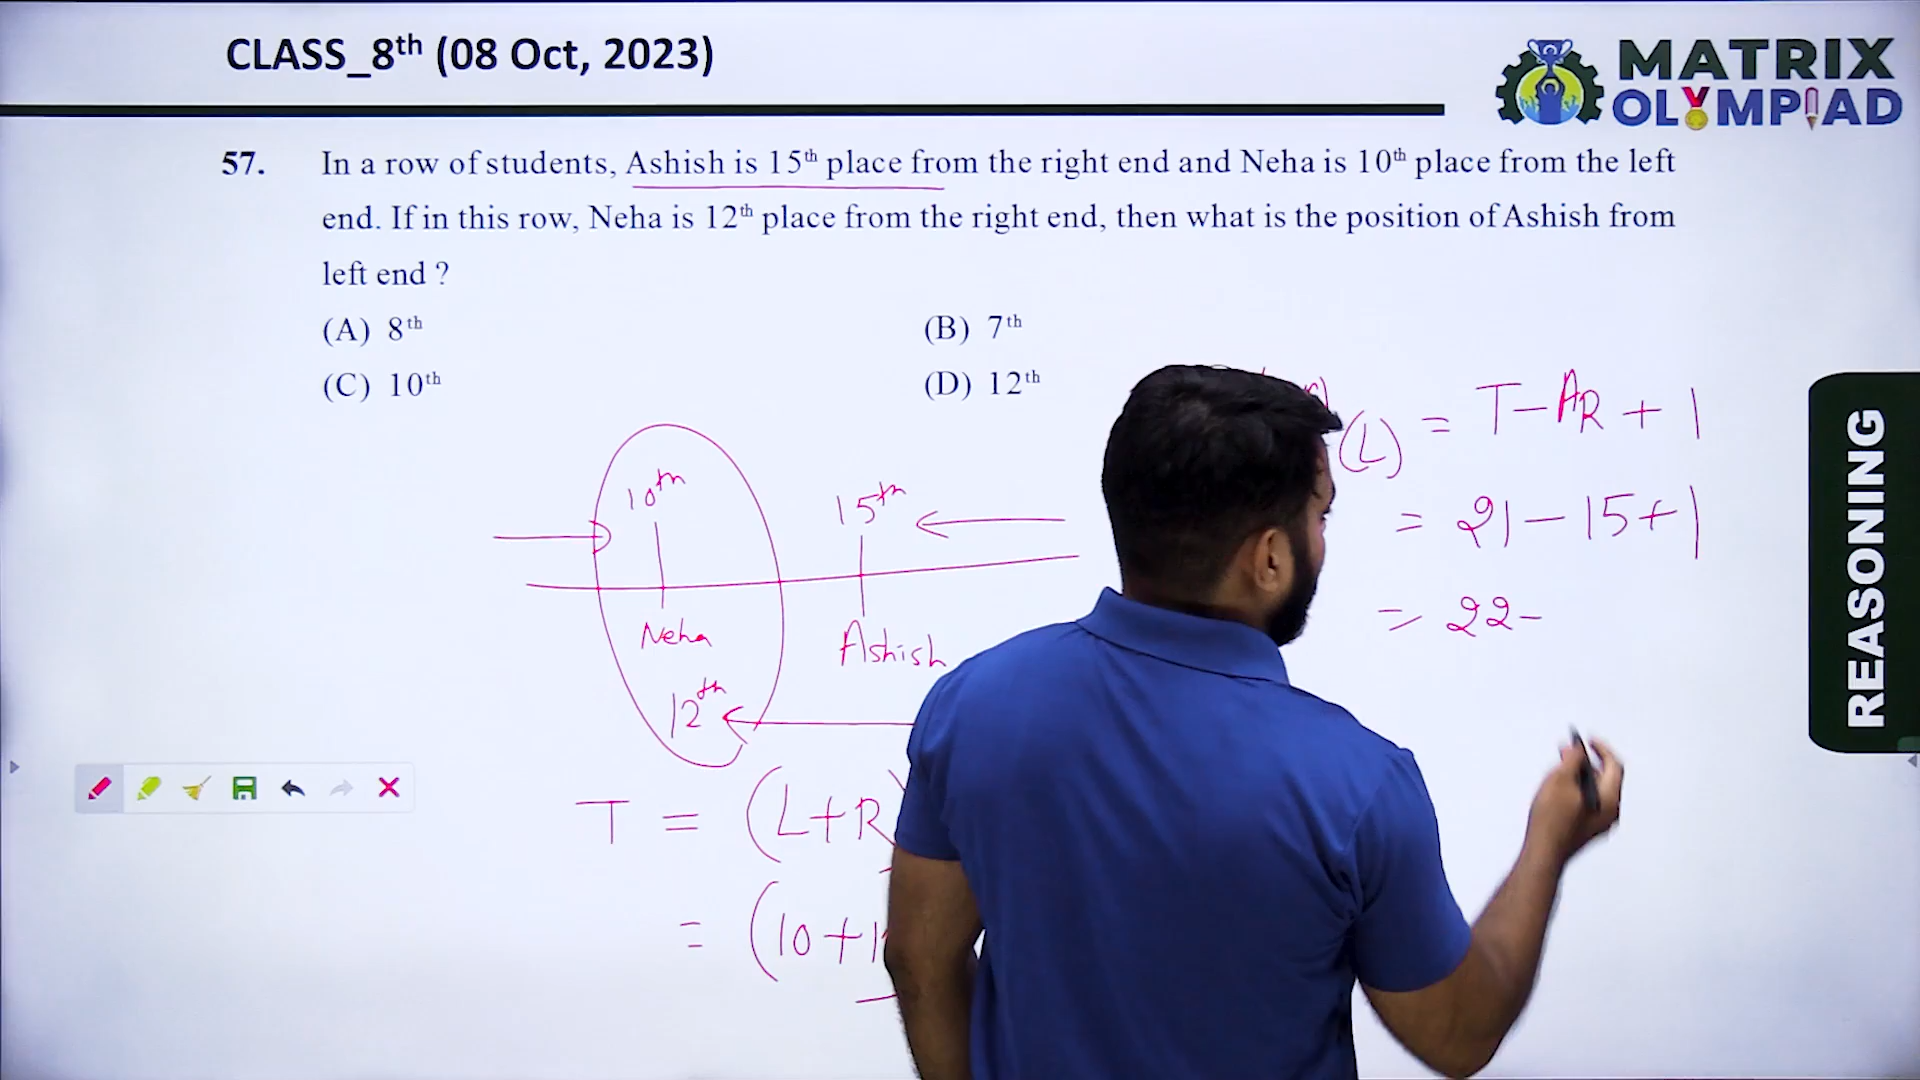 CLASS_8th (08 Oct, 2023)
MATRIX
OLYMPIAD
57. In a row of students, Ashish is 15th place from the right end and Neha is 10th place from the left
end. If in this row, Neha is 12th place from the right end, then what is the position of Ashish from
left end ?
(A) 8th
(B) 7th
(C) 10th
(D) 12th
(L) = T - AR + 1
= 21 - 15 + 1
= 22 -
10th
15th
Neha
Ashish
12th
T = (L+R)
= (10+1
REASONING